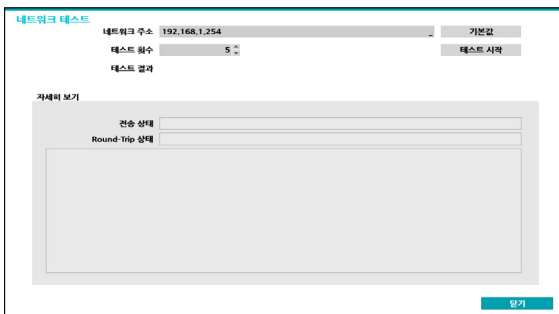 네트워크 테스트
네트워크 주소 192,168,1,254 기본값
테스트 횟수 5 테스트 시작
테스트 결과
자세히 보기
전송 상태
Round-Trip 상태
닫기